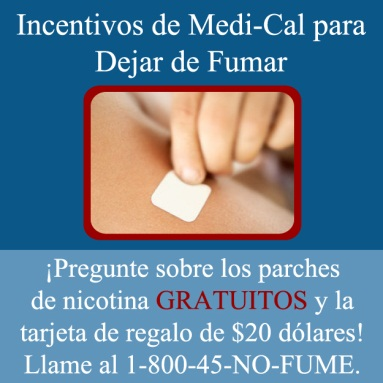 Incentivos de Medi-Cal para
Dejar de Fumar
¡Pregunte sobre los parches
de nicotina GRATUITOS y la
tarjeta de regalo de $20 dólares!
Llame al 1-800-45-NO-FUME.